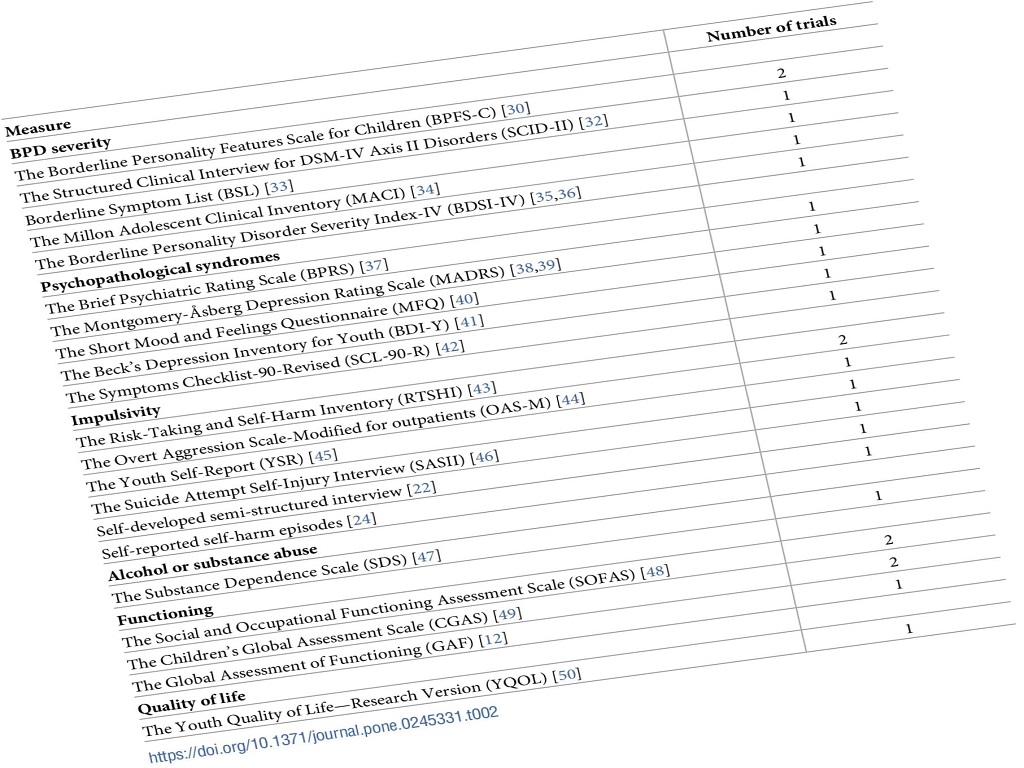 Measure Number of trials
BPD severity
The Borderline Personality Features Scale for Children (BPFS-C) [30] 2
The Structured Clinical Interview for DSM-IV Axis II Disorders (SCID-II) [32] 1
Borderline Symptom List (BSL) [33] 1
The Millon Adolescent Clinical Inventory (MACI) [34] 1
The Borderline Personality Disorder Severity Index-IV (BDSI-IV) [35,36] 1
Psychopathological syndromes
The Brief Psychiatric Rating Scale (BPRS) [37] 1
The Montgomery-Åsberg Depression Rating Scale (MADRS) [38,39] 1
The Short Mood and Feelings Questionnaire (MFQ) [40] 1
The Beck's Depression Inventory for Youth (BDI-Y) [41] 1
The Symptoms Checklist-90-Revised (SCL-90-R) [42] 1
Impulsivity
The Risk-Taking and Self-Harm Inventory (RTSHI) [43] 2
The Overt Aggression Scale-Modified for outpatients (OAS-M) [44] 1
The Youth Self-Report (YSR) [45] 1
The Suicide Attempt Self-Injury Interview (SASII) [46] 1
Self-developed semi-structured interview [22] 1
Self-reported self-harm episodes [24] 1
Alcohol or substance abuse
The Substance Dependence Scale (SDS) [47] 1
Functioning
The Social and Occupational Functioning Assessment Scale (SOFAS) [48] 2
The Children's Global Assessment Scale (CGAS) [49] 2
The Global Assessment of Functioning (GAF) [12] 1
Quality of life
The Youth Quality of Life—Research Version (YQOL) [50] 1
https://doi.org/10.1371/journal.pone.0245331.t002